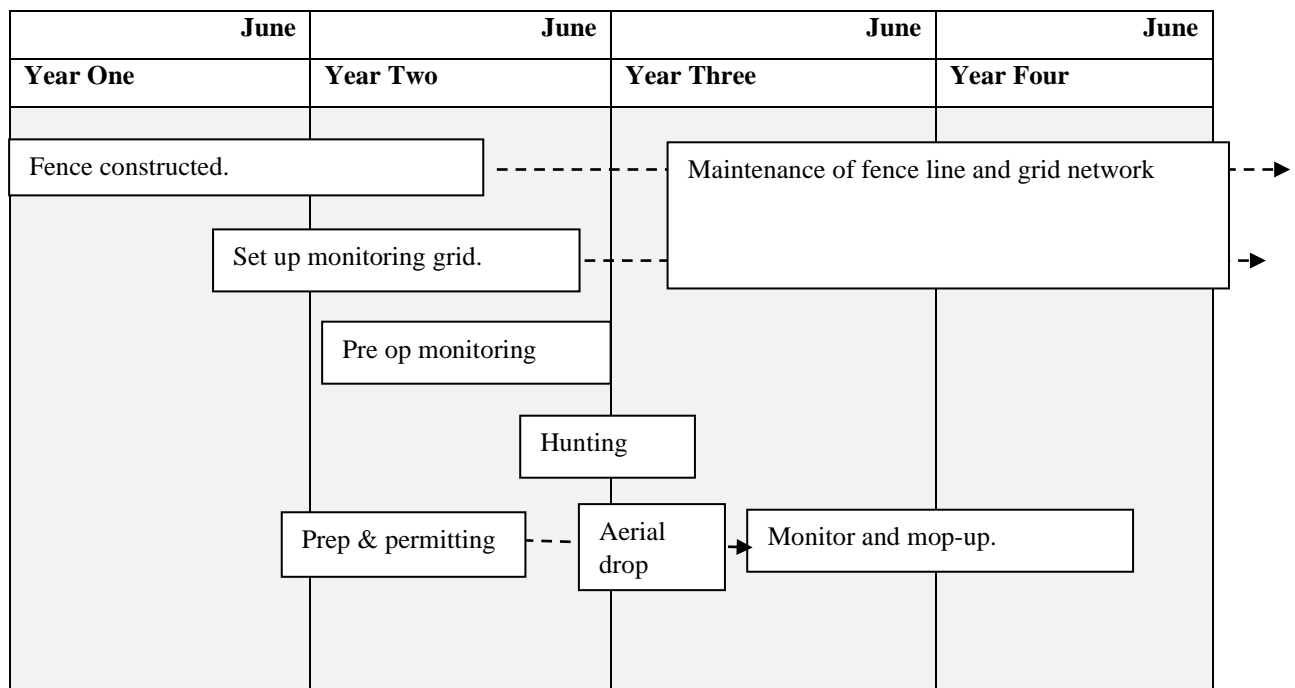 June June June June
Year One Year Two Year Three Year Four
Fence constructed. Maintenance of fence line and grid network
Set up monitoring grid.
Pre op monitoring
Hunting
Prep & permitting
Aerial
drop
Monitor and mop-up.